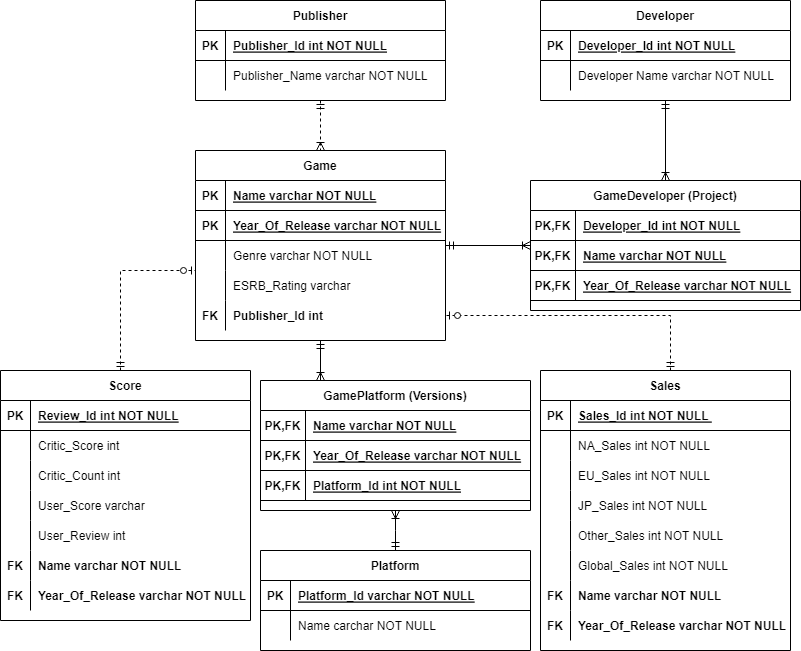 Publisher
PK Publisher_Id int NOT NULL
Publisher_Name varchar NOT NULL
Developer
PK Developer_Id int NOT NULL
Developer Name varchar NOT NULL
Game
PK Name varchar NOT NULL
PK Year_Of_Release varchar NOT NULL
Genre varchar NOT NULL
ESRB_Rating varchar
FK Publisher_Id int
GameDeveloper (Project)
PK,FK Developer_Id int NOT NULL
PK,FK Name varchar NOT NULL
PK,FK Year_Of_Release varchar NOT NULL
Score
PK Review_Id int NOT NULL
Critic_Score int
Critic_Count int
User_Score varchar
User_Review int
FK Name varchar NOT NULL
FK Year_Of_Release varchar NOT NULL
GamePlatform (Versions)
PK,FK Name varchar NOT NULL
PK,FK Year_Of_Release varchar NOT NULL
PK,FK Platform_Id int NOT NULL
Platform
PK Platform_Id varchar NOT NULL
Name carchar NOT NULL
Sales
PK Sales_Id int NOT NULL
NA_Sales int NOT NULL
EU_Sales int NOT NULL
JP_Sales int NOT NULL
Other_Sales int NOT NULL
Global_Sales int NOT NULL
FK Name varchar NOT NULL
FK Year_Of_Release varchar NOT NULL